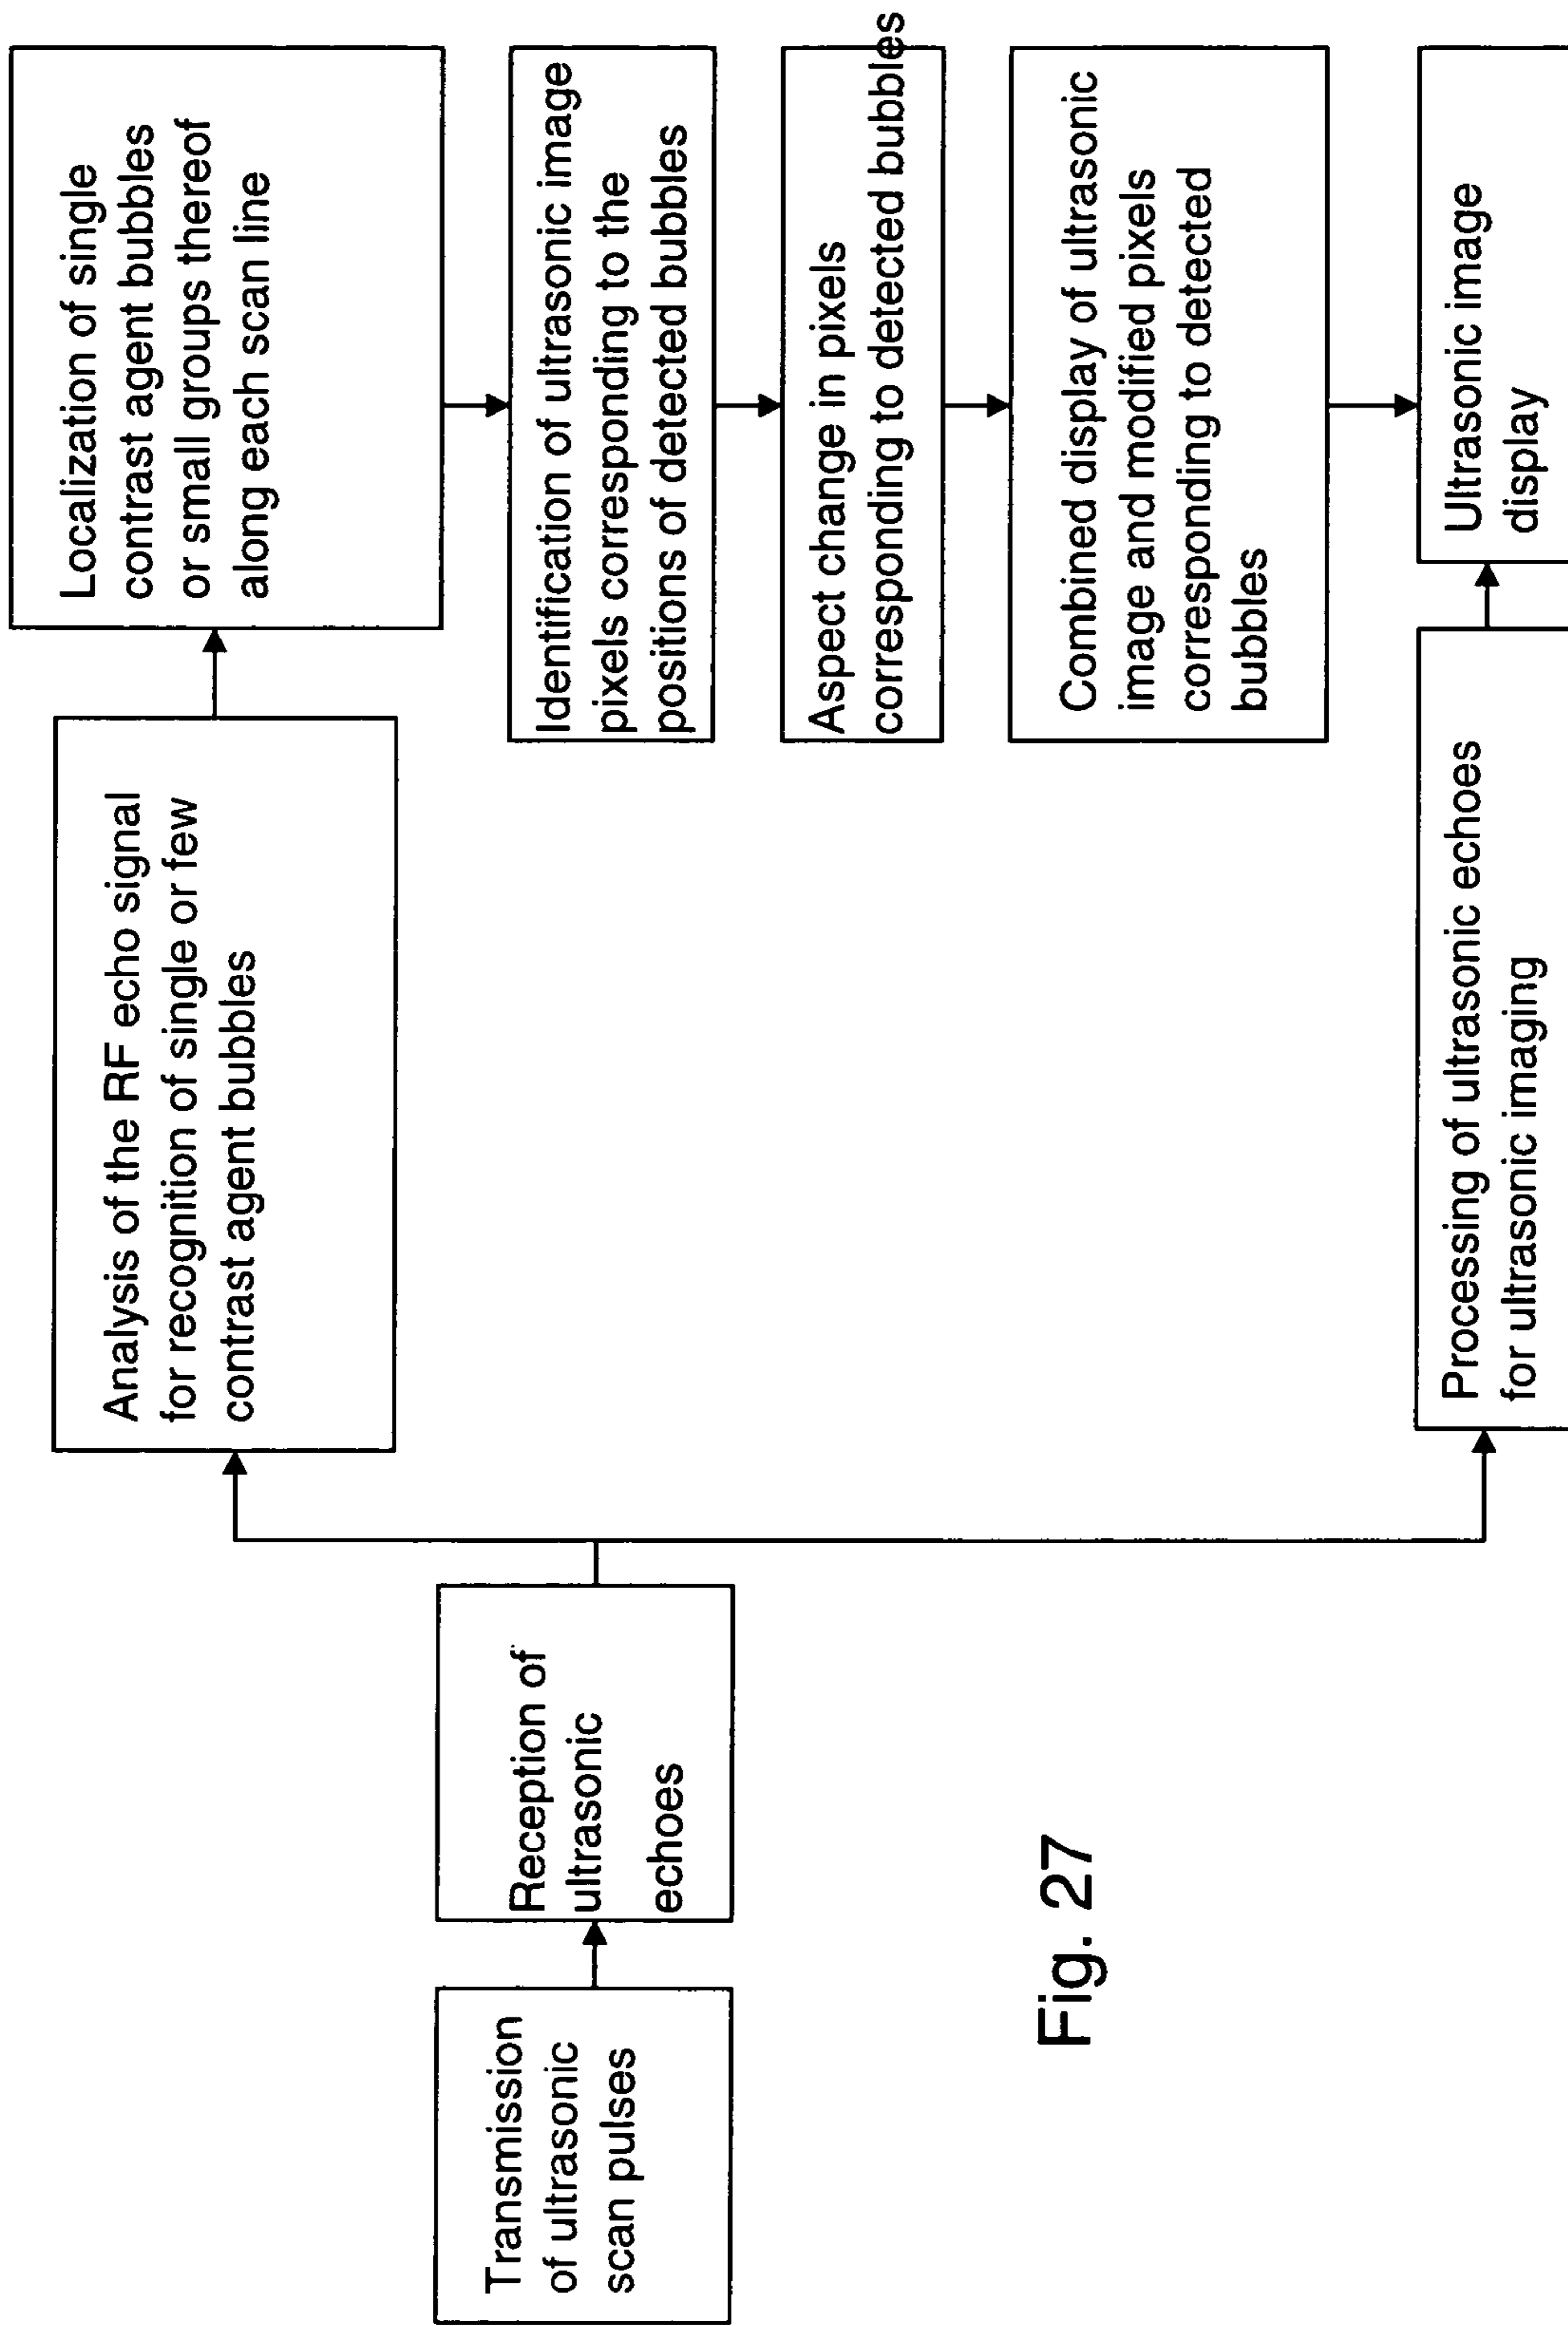 Transmission
of ultrasonic
scan pulses
Reception of
ultrasonic
echoes
Analysis of the RF echo signal
for recognition of single or few
contrast agent bubbles
Localization of single
contrast agent bubbles
or small groups thereof
along each scan line
Identification of ultrasonic image
pixels corresponding to the
positions of detected bubbles
Aspect change in pixels
corresponding to detected bubbles
Combined display of ultrasonic
image and modified pixels
corresponding to detected
bubbles
Processing of ultrasonic echoes
for ultrasonic imaging
Ultrasonic image
display
Fig. 27